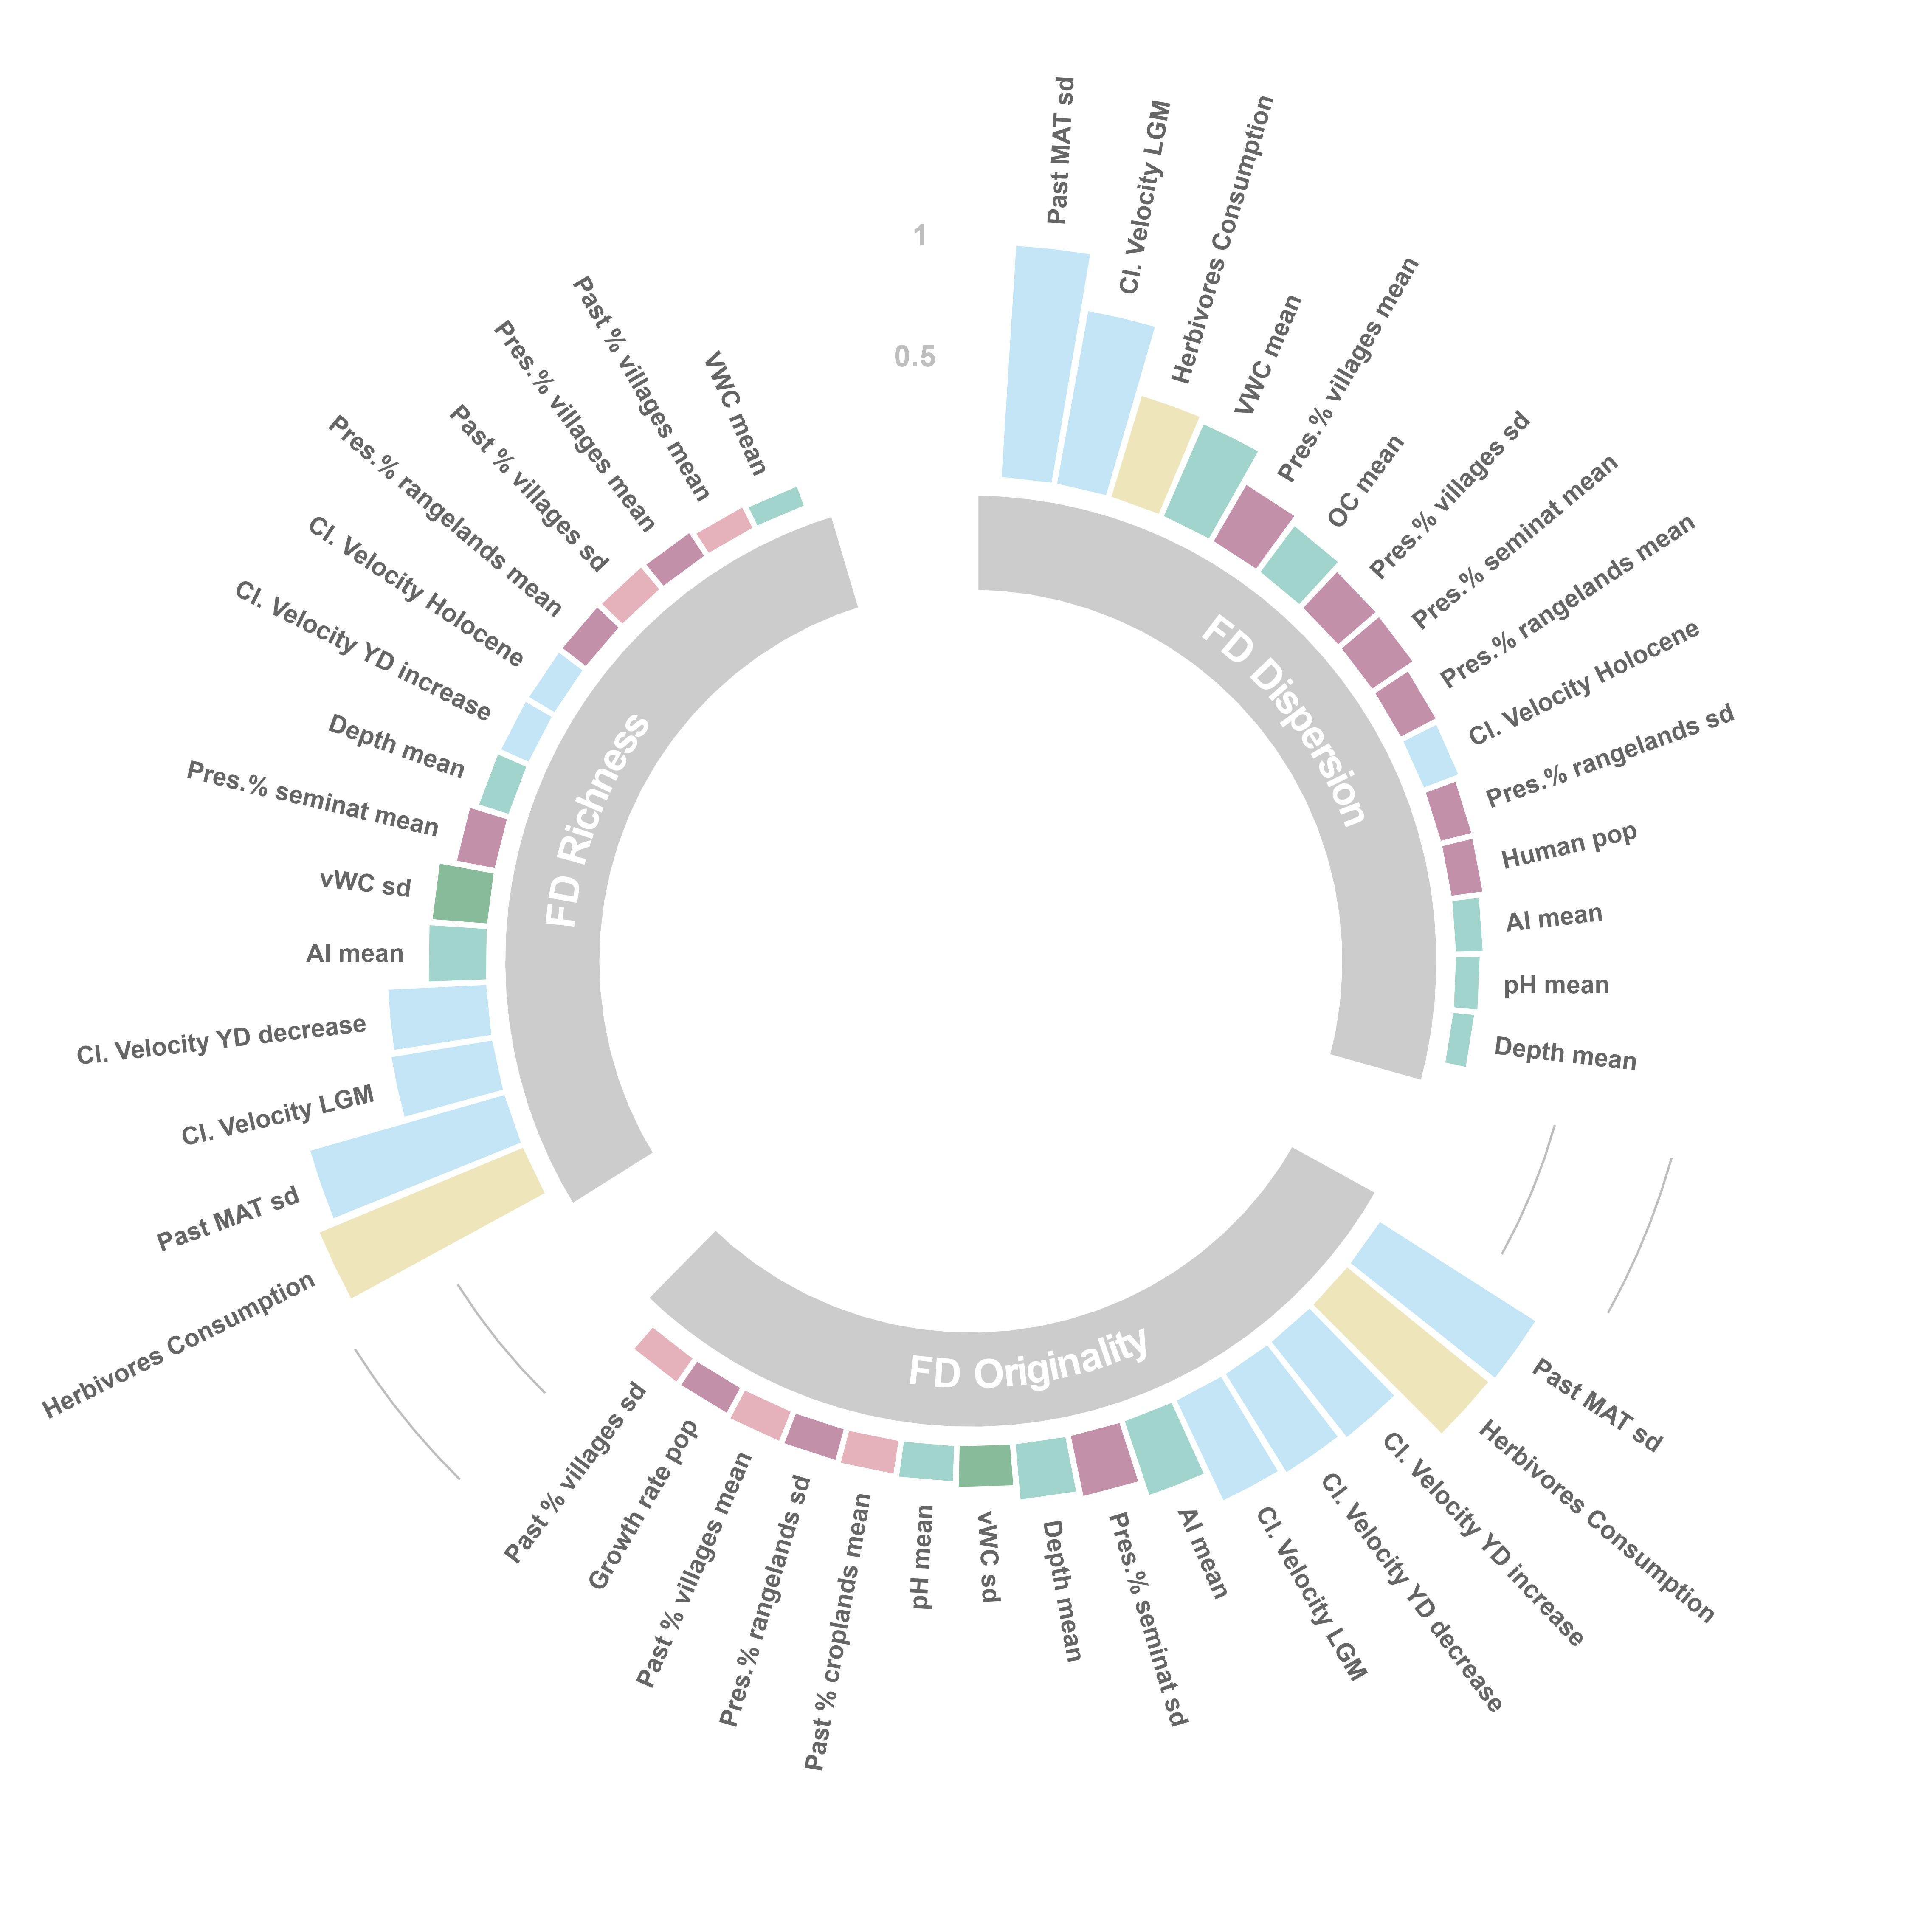 1
0.5
Past MAT sd
Cl. Velocity LGM
Herbivores Consumption
VWC mean
Pres.% villages mean
OC mean
Pres.% villages sd
Pres.% seminat mean
Pres.% rangelands mean
Cl. Velocity Holocene
Pres.% rangelands sd
Human pop
AI mean
pH mean
Depth mean
FD Dispersion
Past MAT sd
Herbivores Consumption
Cl. Velocity YD increase
Cl. Velocity YD decrease
Cl. Velocity LGM
AI mean
Pres.% seminat sd
Depth mean
vWC sd
pH mean
Past % croplands mean
Pres.% rangelands sd
Past % villages mean
Growth rate pop
Past % villages sd
FD Originality
Herbivores Consumption
Past MAT sd
Cl. Velocity LGM
Cl. Velocity YD decrease
AI mean
vWC sd
Pres.% seminat mean
Depth mean
Cl. Velocity YD increase
Cl. Velocity Holocene
Pres.% rangelands mean
Past % villages sd
Pres.% villages mean
Past % villages mean
VWC mean
FD Richness